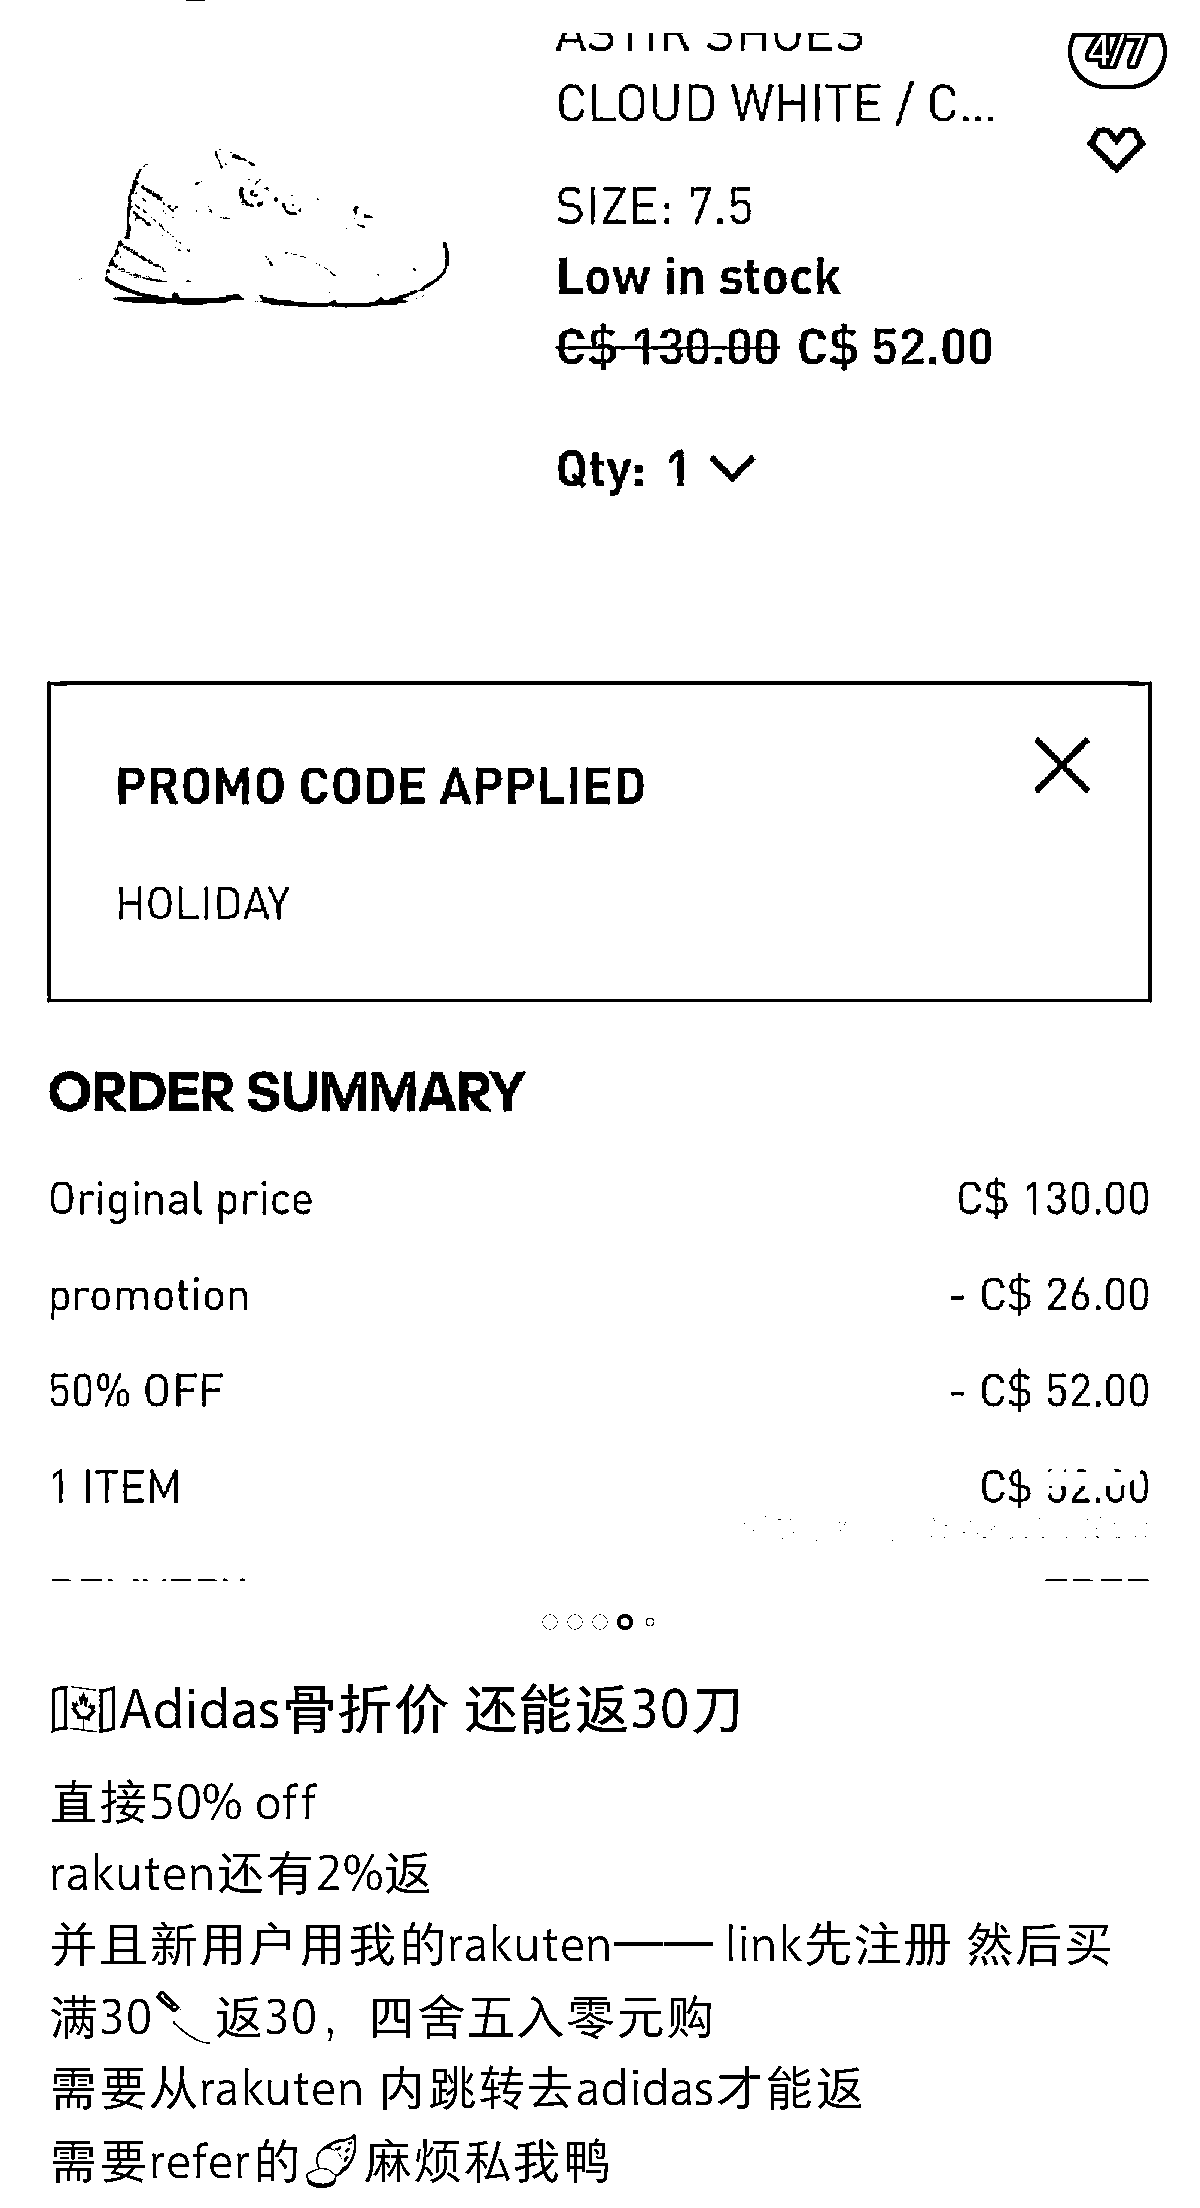 ASTIR SHOES
4/7
CLOUD WHITE / C...
SIZE: 7.5
Low in stock
C$ 130.00 C$ 52.00
Qty: 1
PROMO CODE APPLIED
HOLIDAY
ORDER SUMMARY
Original price C$ 130.00
promotion - C$ 26.00
50% OFF - C$ 52.00
1 ITEM C$ 52.00
🇨🇦Adidas骨折价 还能返30刀
直接50% off
rakuten还有2%返
并且新用户用我的rakuten—— link先注册 然后买
满30🔪返30，四舍五入零元购
需要从rakuten 内跳转去adidas才能返
需要refer的🥔麻烦私我鸭